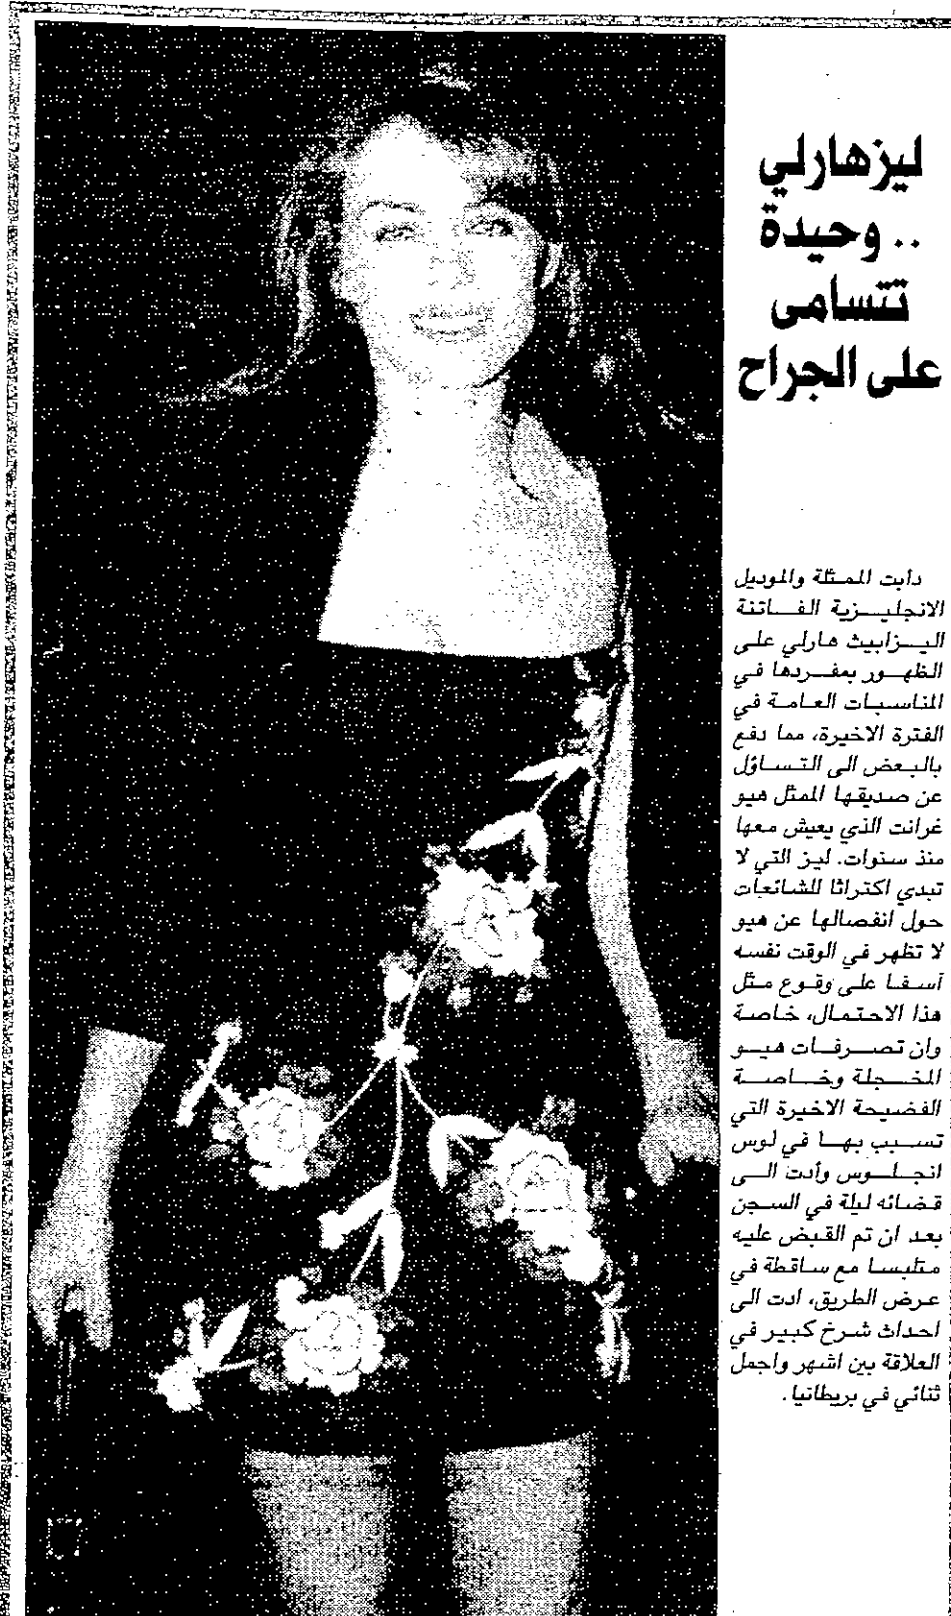 ليزهارلي
.. وحيدة
تتسامى
على الجراح
دأبت الممثلة والموديل
الانجليزية الفاتنة
اليزابيث هارلي على
الظهور بمفردها في
المناسبات العامة في
الفترة الاخيرة، مما دفع
بالبعض الى التساؤل
عن صديقها الممثل هيو
غرانت الذي يعيش معها
منذ سنوات. ليز التي لا
تبدي اكتراثا للشائعات
حول انفصالها عن هيو
لا تظهر في الوقت نفسه
أسفا على وقوع مثل
هذا الاحتمال، خاصة
وان تصرفات هيو
المخجلة وخاصة
الفضيحة الاخيرة التي
تسبب بها في لوس
انجلوس وأدت الى
قضائه ليلة في السجن
بعد ان تم القبض عليه
متلبسا مع ساقطة في
عرض الطريق، ادت الى
احداث شرخ كبير في
العلاقة بين اشهر واجمل
ثنائي في بريطانيا.